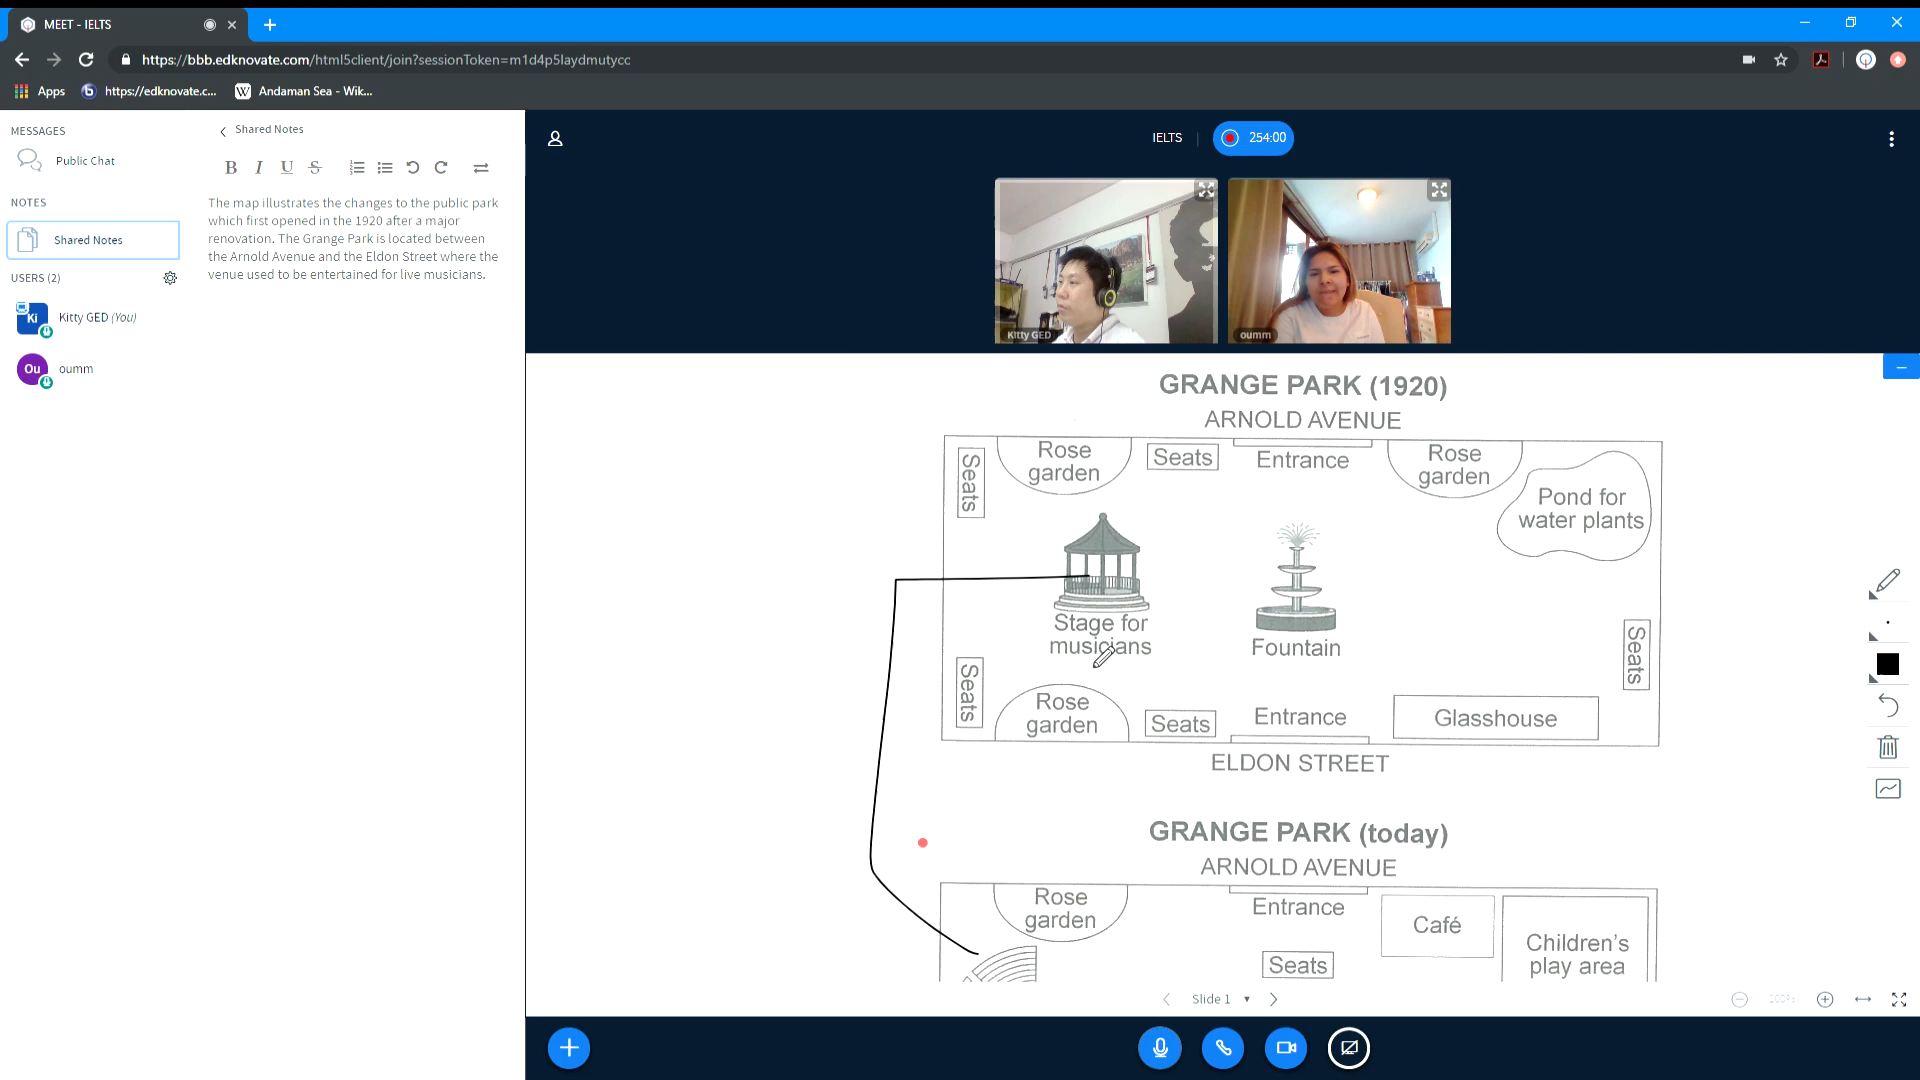 MEET - IELTS
https://bbb.edknovate.com/html5client/join?sessionToken=m1d4p5laydmutycc
Apps
https://edknovate.c...
Andaman Sea - Wik...
MESSAGES
Public Chat
NOTES
Shared Notes
USERS (2)
Ki
Kitty GED (You)
Ou
oumm
Shared Notes
B I U S
The map illustrates the changes to the public park
which first opened in the 1920 after a major
renovation. The Grange Park is located between
the Arnold Avenue and the Eldon Street where the
venue used to be entertained for live musicians.
IELTS
254:00
Kitty GED
oumm
GRANGE PARK (1920)
ARNOLD AVENUE
Seats
Rose
garden
Seats
Entrance
Rose
garden
Pond for
water plants
Stage for
musicians
Fountain
Seats
Seats
Rose
garden
Seats
Entrance
Glasshouse
ELDON STREET
GRANGE PARK (today)
ARNOLD AVENUE
Rose
garden
Entrance
Café
Children's
play area
Seats
Slide 1
100%